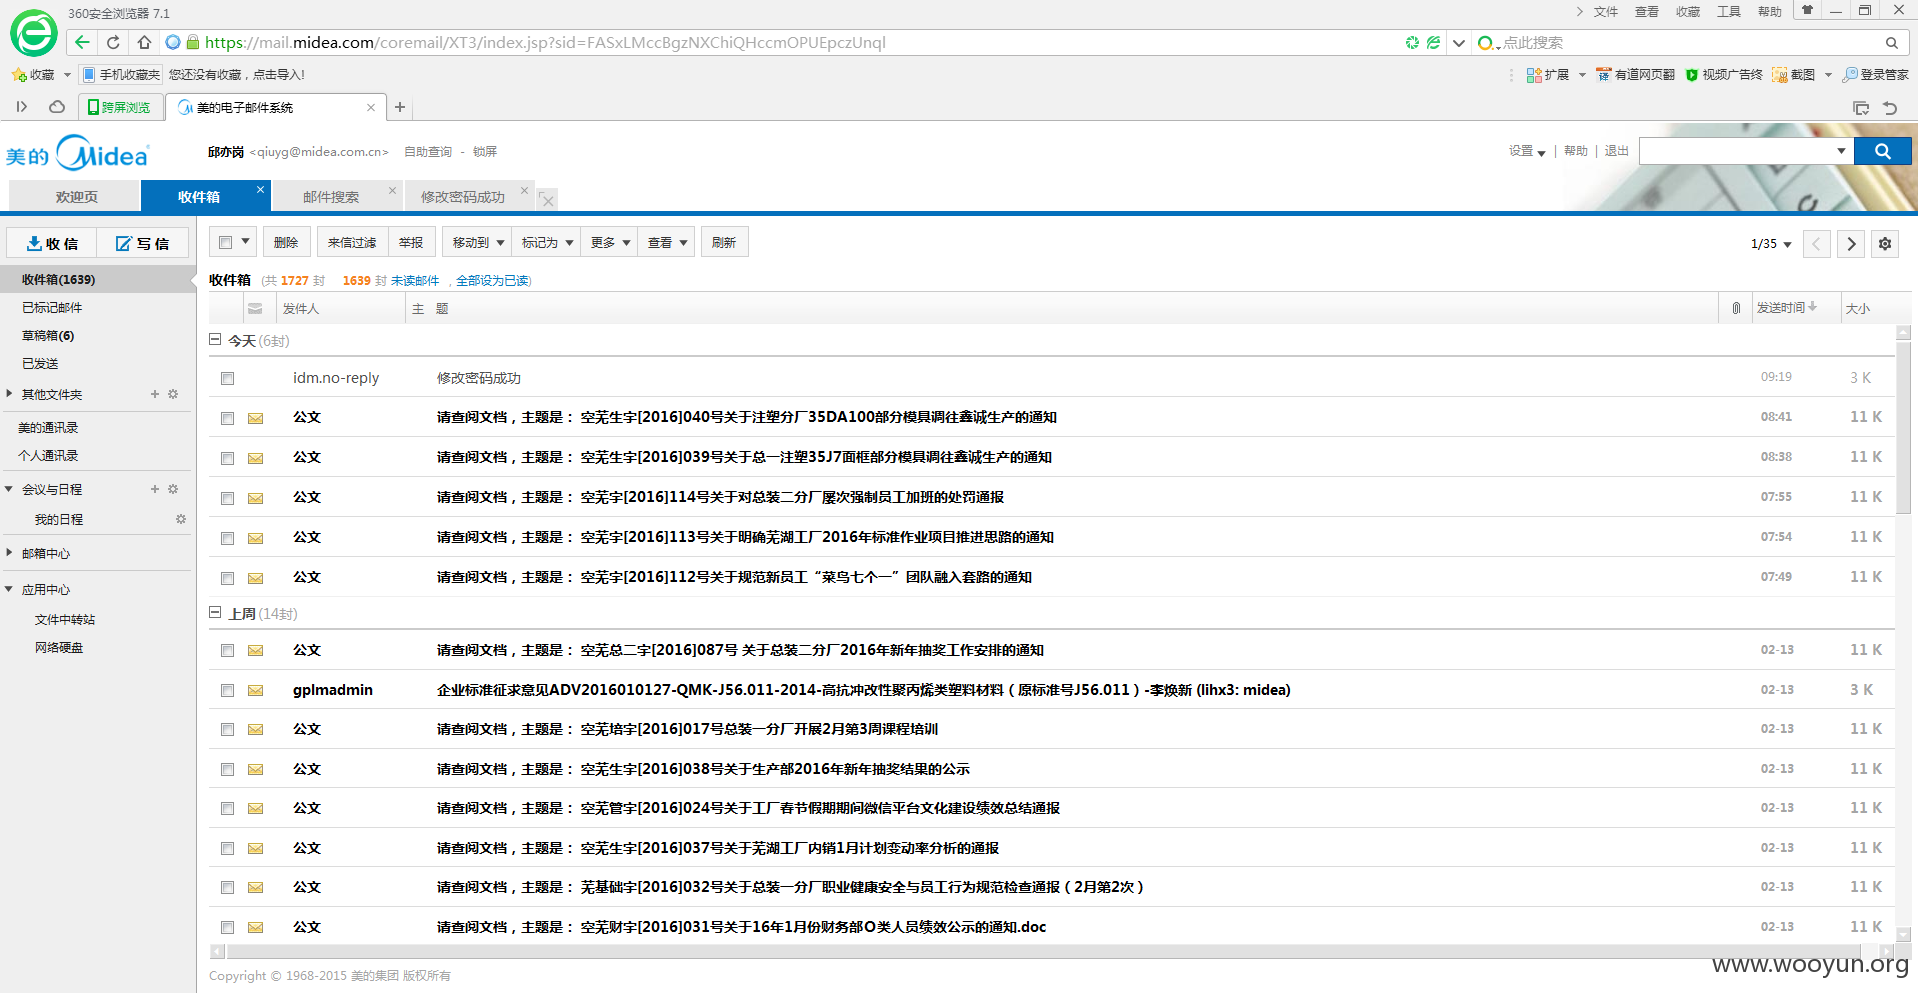 360安全浏览器 7.1
文件 查看 收藏 工具 帮助
https://mail.midea.com/coremail/XT3/index.jsp?sid=FASxLMccBgzNXChiQHccmOPUEpczUnql
点此搜索
收藏 手机收藏夹 您还没有收藏，点击导入!
扩展 有道网页翻 视频广告终 截图 登录管家
跨屏浏览 美的电子邮件系统
美的 Midea
邱亦岗 <qiuyg@midea.com.cn> 自助查询 - 锁屏
设置 | 帮助 | 退出
欢迎页 收件箱 邮件搜索 修改密码成功
收 信 写 信
删除 来信过滤 举报 移动到 标记为 更多 查看 刷新
1/35
收件箱(1639)
已标记邮件
草稿箱(6)
已发送
其他文件夹
美的通讯录
个人通讯录
会议与日程
我的日程
邮箱中心
应用中心
文件中转站
网络硬盘
收件箱 (共 1727 封 1639 封 未读邮件 ，全部设为已读)
发件人 主 题 发送时间 大小
今天(6封)
idm.no-reply 修改密码成功 09:19 3 K
公文 请查阅文档，主题是： 空芜生字[2016]040号关于注塑分厂35DA100部分模具调往鑫诚生产的通知 08:41 11 K
公文 请查阅文档，主题是： 空芜生字[2016]039号关于总一注塑35J7面框部分模具调往鑫诚生产的通知 08:38 11 K
公文 请查阅文档，主题是： 空芜字[2016]114号关于对总装二分厂屡次强制员工加班的处罚通报 07:55 11 K
公文 请查阅文档，主题是： 空芜字[2016]113号关于明确芜湖工厂2016年标准作业项目推进思路的通知 07:54 11 K
公文 请查阅文档，主题是： 空芜字[2016]112号关于规范新员工“菜鸟七个一”团队融入套路的通知 07:49 11 K
上周(14封)
公文 请查阅文档，主题是： 空芜总二字[2016]087号 关于总装二分厂2016年新年抽奖工作安排的通知 02-13 11 K
gplmadmin 企业标准征求意见ADV2016010127-QMK-J56.011-2014-高抗冲改性聚丙烯类塑料材料（原标准号J56.011）-李焕新 (lihx3: midea) 02-13 3 K
公文 请查阅文档，主题是： 空芜培字[2016]017号总装一分厂开展2月第3周课程培训 02-13 11 K
公文 请查阅文档，主题是： 空芜生字[2016]038号关于生产部2016年新年抽奖结果的公示 02-13 11 K
公文 请查阅文档，主题是： 空芜管字[2016]024号关于工厂春节假期期间微信平台文化建设绩效总结通报 02-13 11 K
公文 请查阅文档，主题是： 空芜生字[2016]037号关于芜湖工厂内销1月计划变动率分析的通报 02-13 11 K
公文 请查阅文档，主题是： 芜基础字[2016]032号关于总装一分厂职业健康安全与员工行为规范检查通报（2月第2次） 02-13 11 K
公文 请查阅文档，主题是： 空芜财字[2016]031号关于16年1月份财务部O类人员绩效公示的通知.doc 02-13 11 K
Copyright © 1968-2015 美的集团 版权所有
www.wooyun.org